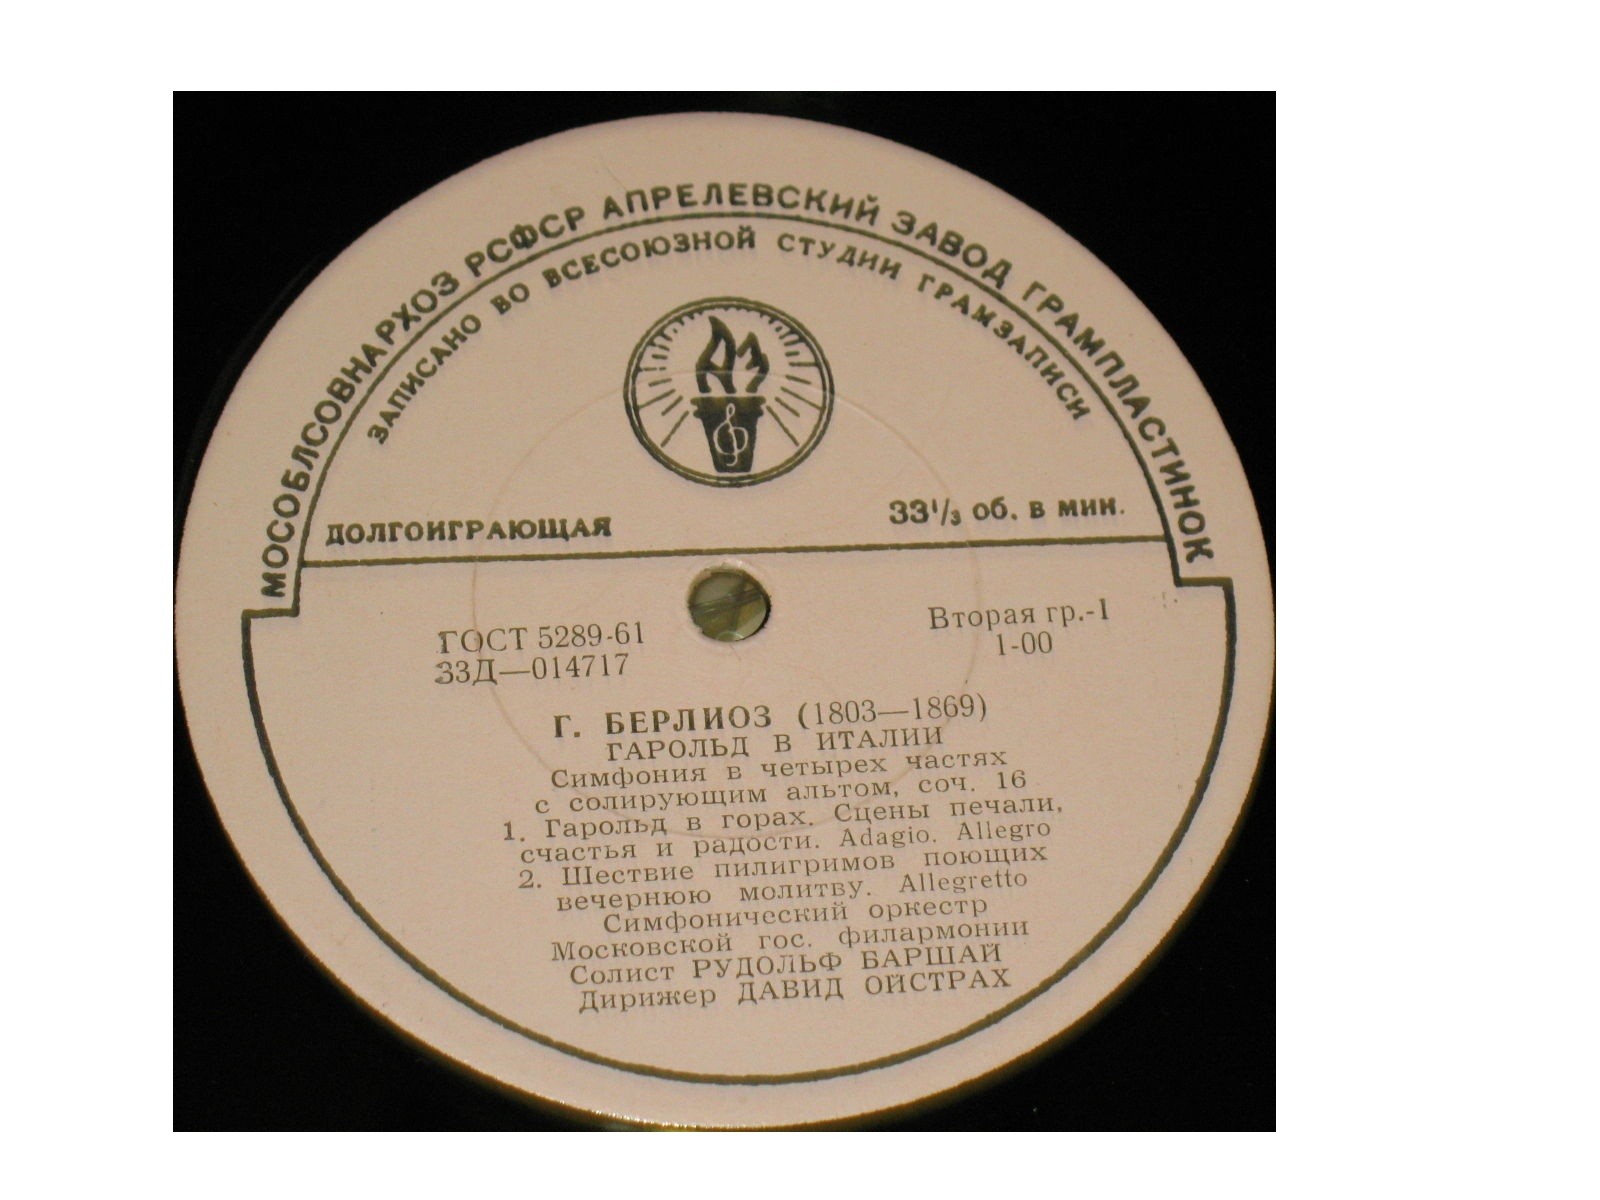 МОСОБЛСОВНАРХОЗ РСФСР АПРЕЛЕВСКИЙ ЗАВОД ГРАМПЛАСТИНОК
ЗАПИСАНО ВО ВСЕСОЮЗНОЙ СТУДИИ ГРАМЗАПИСИ
ДОЛГОИГРАЮЩАЯ
33⅓ об. в мин.
ГОСТ 5289-61
33Д—014717
Вторая гр.-1
1-00
Г. БЕРЛИОЗ (1803—1869)
ГАРОЛЬД В ИТАЛИИ
Симфония в четырех частях
с солирующим альтом, соч. 16
1. Гарольд в горах. Сцены печали,
счастья и радости. Adagio. Allegro
2. Шествие пилигримов поющих
вечернюю молитву. Allegretto
Симфонический оркестр
Московской гос. филармонии
Солист РУДОЛЬФ БАРШАЙ
Дирижер ДАВИД ОЙСТРАХ